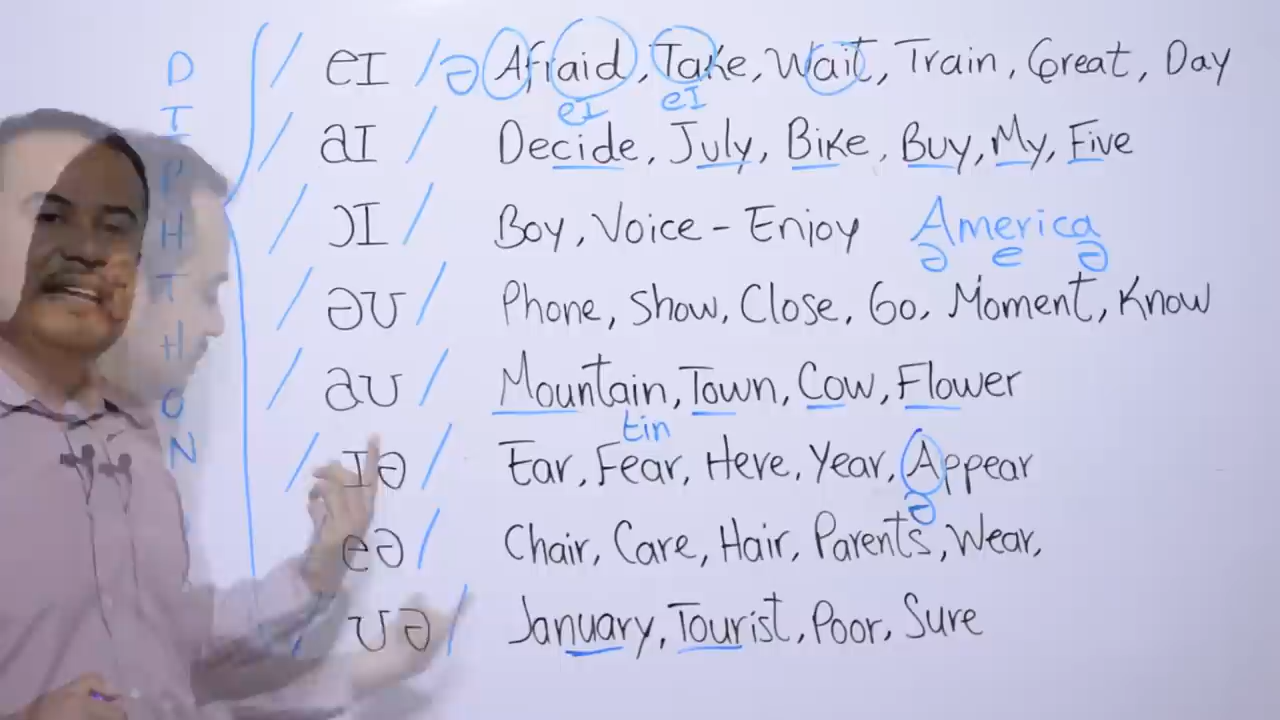 DIPHTHON
/ eɪ / ə Afraid, Take, Wait, Train, Great, Day
eɪ eɪ
/ aɪ / Decide, July, Bike, Buy, My, Five
/ ɔɪ / Boy, Voice - Enjoy America
ə e ə
/ əʊ / Phone, Show, Close, Go, Moment, Know
/ aʊ / Mountain, Town, Cow, Flower
tin
/ ɪə / Ear, Fear, Here, Year, Appear
ə
eə / Chair, Care, Hair, Parents, Wear,
/ ʊə / January, Tourist, Poor, Sure